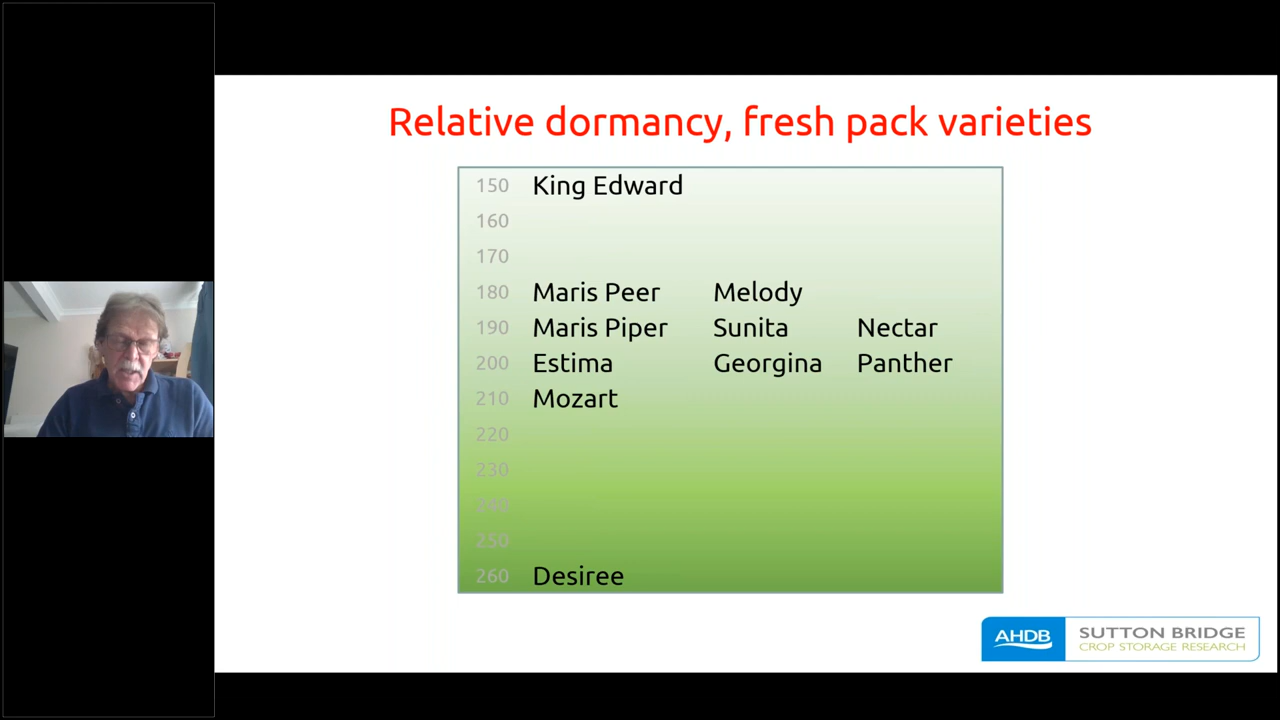 Relative dormancy, fresh pack varieties
150 King Edward
160
170
180 Maris Peer Melody
190 Maris Piper Sunita Nectar
200 Estima Georgina Panther
210 Mozart
220
230
240
250
260 Desiree
AHDB SUTTON BRIDGE
CROP STORAGE RESEARCH